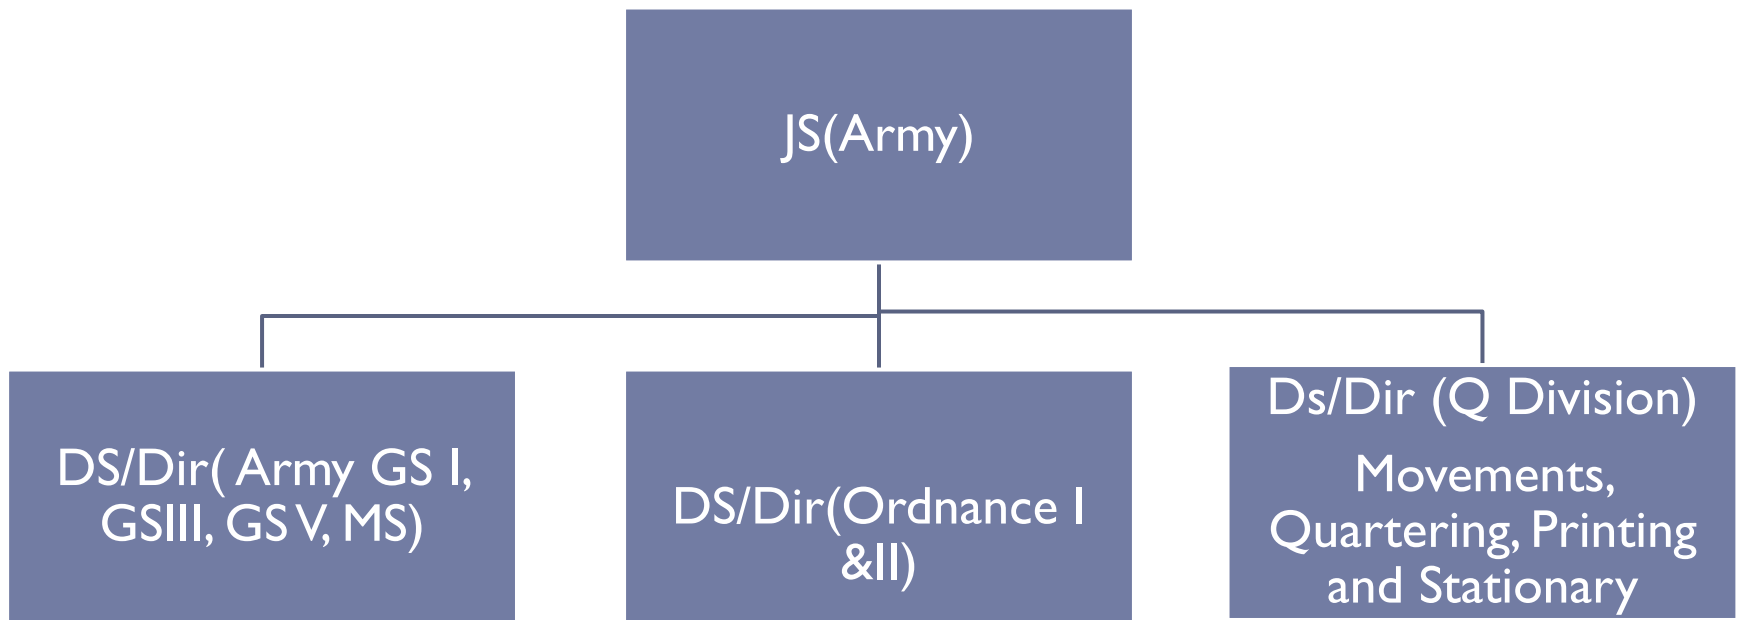 JS(Army)
DS/Dir( Army GS I,
GSIII, GS V, MS)
DS/Dir(Ordnance I
&II)
Ds/Dir (Q Division)
Movements,
Quartering, Printing
and Stationary